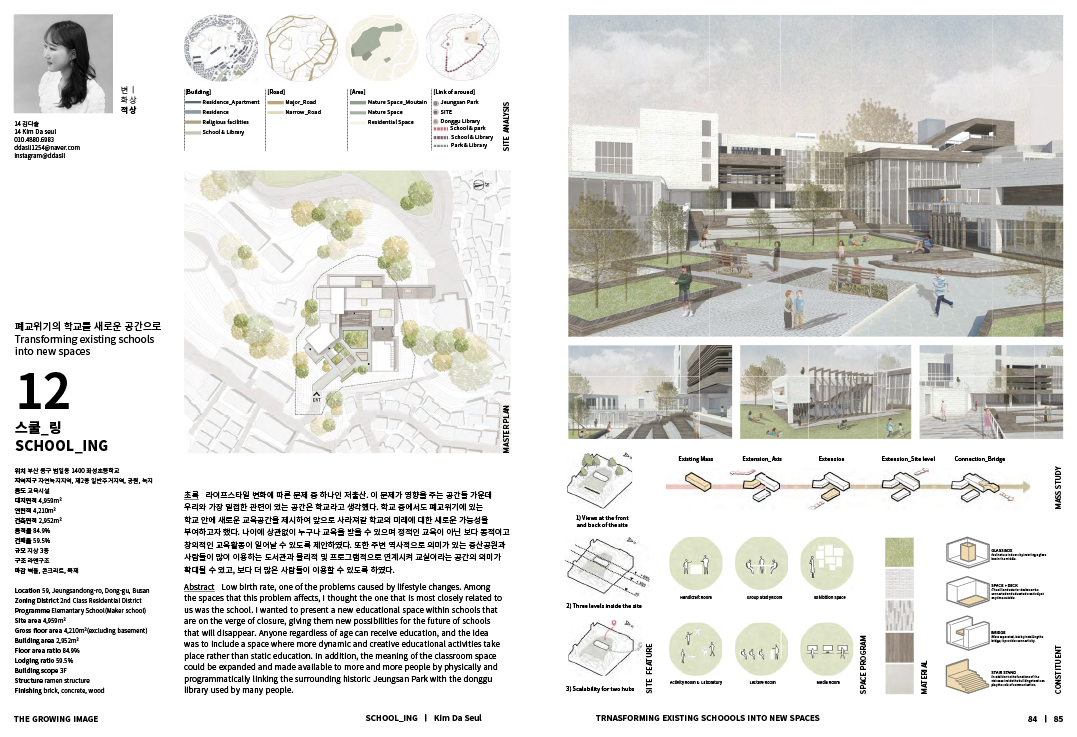 변 |
화 상
적 상
14 김다슬
14 Kim Da seul
010.4890.6983
ddasll1254@naver.com
instagram@ddasll
폐교위기의 학교를 새로운 공간으로
Transforming existing schools
into new spaces
12
스쿨_링
SCHOOL_ING
위치 부산 동구 범일동 1400 좌성초등학교
지역지구 자연녹지지역, 제2종 일반주거지역, 공원, 녹지
용도 교육시설
대지면적 4,959m²
연면적 4,210m²
건축면적 2,952m²
용적률 84.9%
건폐율 59.5%
규모 지상 3층
구조 라멘구조
마감 벽돌, 콘크리트, 목재
Location 59, Jeungsandong-ro, Dong-gu, Busan
Zoning District 2nd Class Residential District
Programme Elemantary School(Maker school)
Site area 4,959m²
Gross floor area 4,210m²(excluding basement)
Building area 2,952m²
Floor area ratio 84.9%
Lodging ratio 59.5%
Building scope 3F
Structure ramen structure
Finishing brick, concrete, wood
THE GROWING IMAGE
[Building]
Residence_Apartment
Residence
Religious facilities
School & Library
[Road]
Major_Road
Narrow_Road
[Area]
Nature Space_Moutain
Nature Space
Residential Space
[Link of around]
Jeungsan Park
SITE
Donggu Library
School & park
School & Library
Park & Library
SITE ANALYSIS
ENT
MASTER PLAN
초록 라이프스타일 변화에 따른 문제 중 하나인 저출산. 이 문제가 영향을 주는 공간들 가운데
우리와 가장 밀접한 관련이 있는 공간은 학교라고 생각했다. 학교 중에서도 폐교위기에 있는
학교 안에 새로운 교육공간을 제시하여 앞으로 사라져갈 학교의 미래에 대한 새로운 가능성을
부여하고자 했다. 나이에 상관없이 누구나 교육을 받을 수 있으며 정적인 교육이 아닌 보다 동적이고
창의적인 교육활동이 일어날 수 있도록 제안하였다. 또한 주변 역사적으로 의미가 있는 증산공원과
사람들이 많이 이용하는 도서관과 물리적 및 프로그램적으로 연계시켜 교실이라는 공간의 의미가
확대될 수 있고, 보다 더 많은 사람들이 이용할 수 있도록 하였다.
Abstract Low birth rate, one of the problems caused by lifestyle changes. Among
the spaces that this problem affects, I thought the one that is most closely related to
us was the school. I wanted to present a new educational space within schools that
are on the verge of closure, giving them new possibilities for the future of schools
that will disappear. Anyone regardless of age can receive education, and the idea
was to include a space where more dynamic and creative educational activities take
place rather than static education. In addition, the meaning of the classroom space
could be expanded and made available to more and more people by physically and
programmatically linking the surrounding historic Jeungsan Park with the donggu
library used by many people.
SCHOOL_ING | Kim Da Seul
1) Views at the front
and back of the site
2) Three levels inside the site
3) Scalability for two hubs
SITE FEATURE
Existing Mass
Extension_Axis
Extension
Extension_Site level
Connection_Bridge
MASS STUDY
Handicraft Room
Group study room
Exhibition Space
Activity Room & Laboratory
Lecture Room
Media Room
SPACE PROGRAM
MATERIAL
GLASS BOX
SPACE + DECK
BRIDGE
STAIR STAND
CONSTITUENT
TRNASFORMING EXISTING SCHOOOLS INTO NEW SPACES
84 | 85